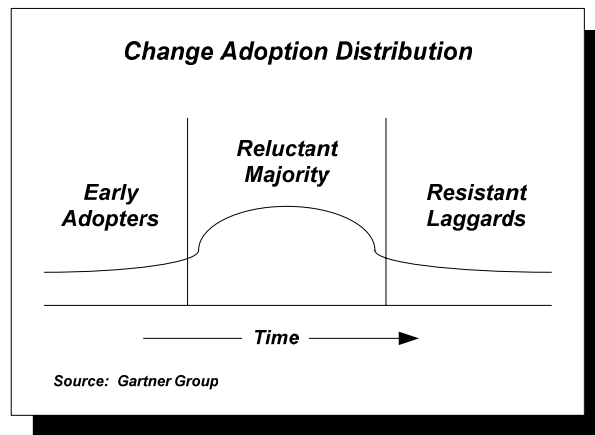 Change Adoption Distribution
Reluctant
Majority
Early
Adopters
Resistant
Laggards
Time
Source: Gartner Group